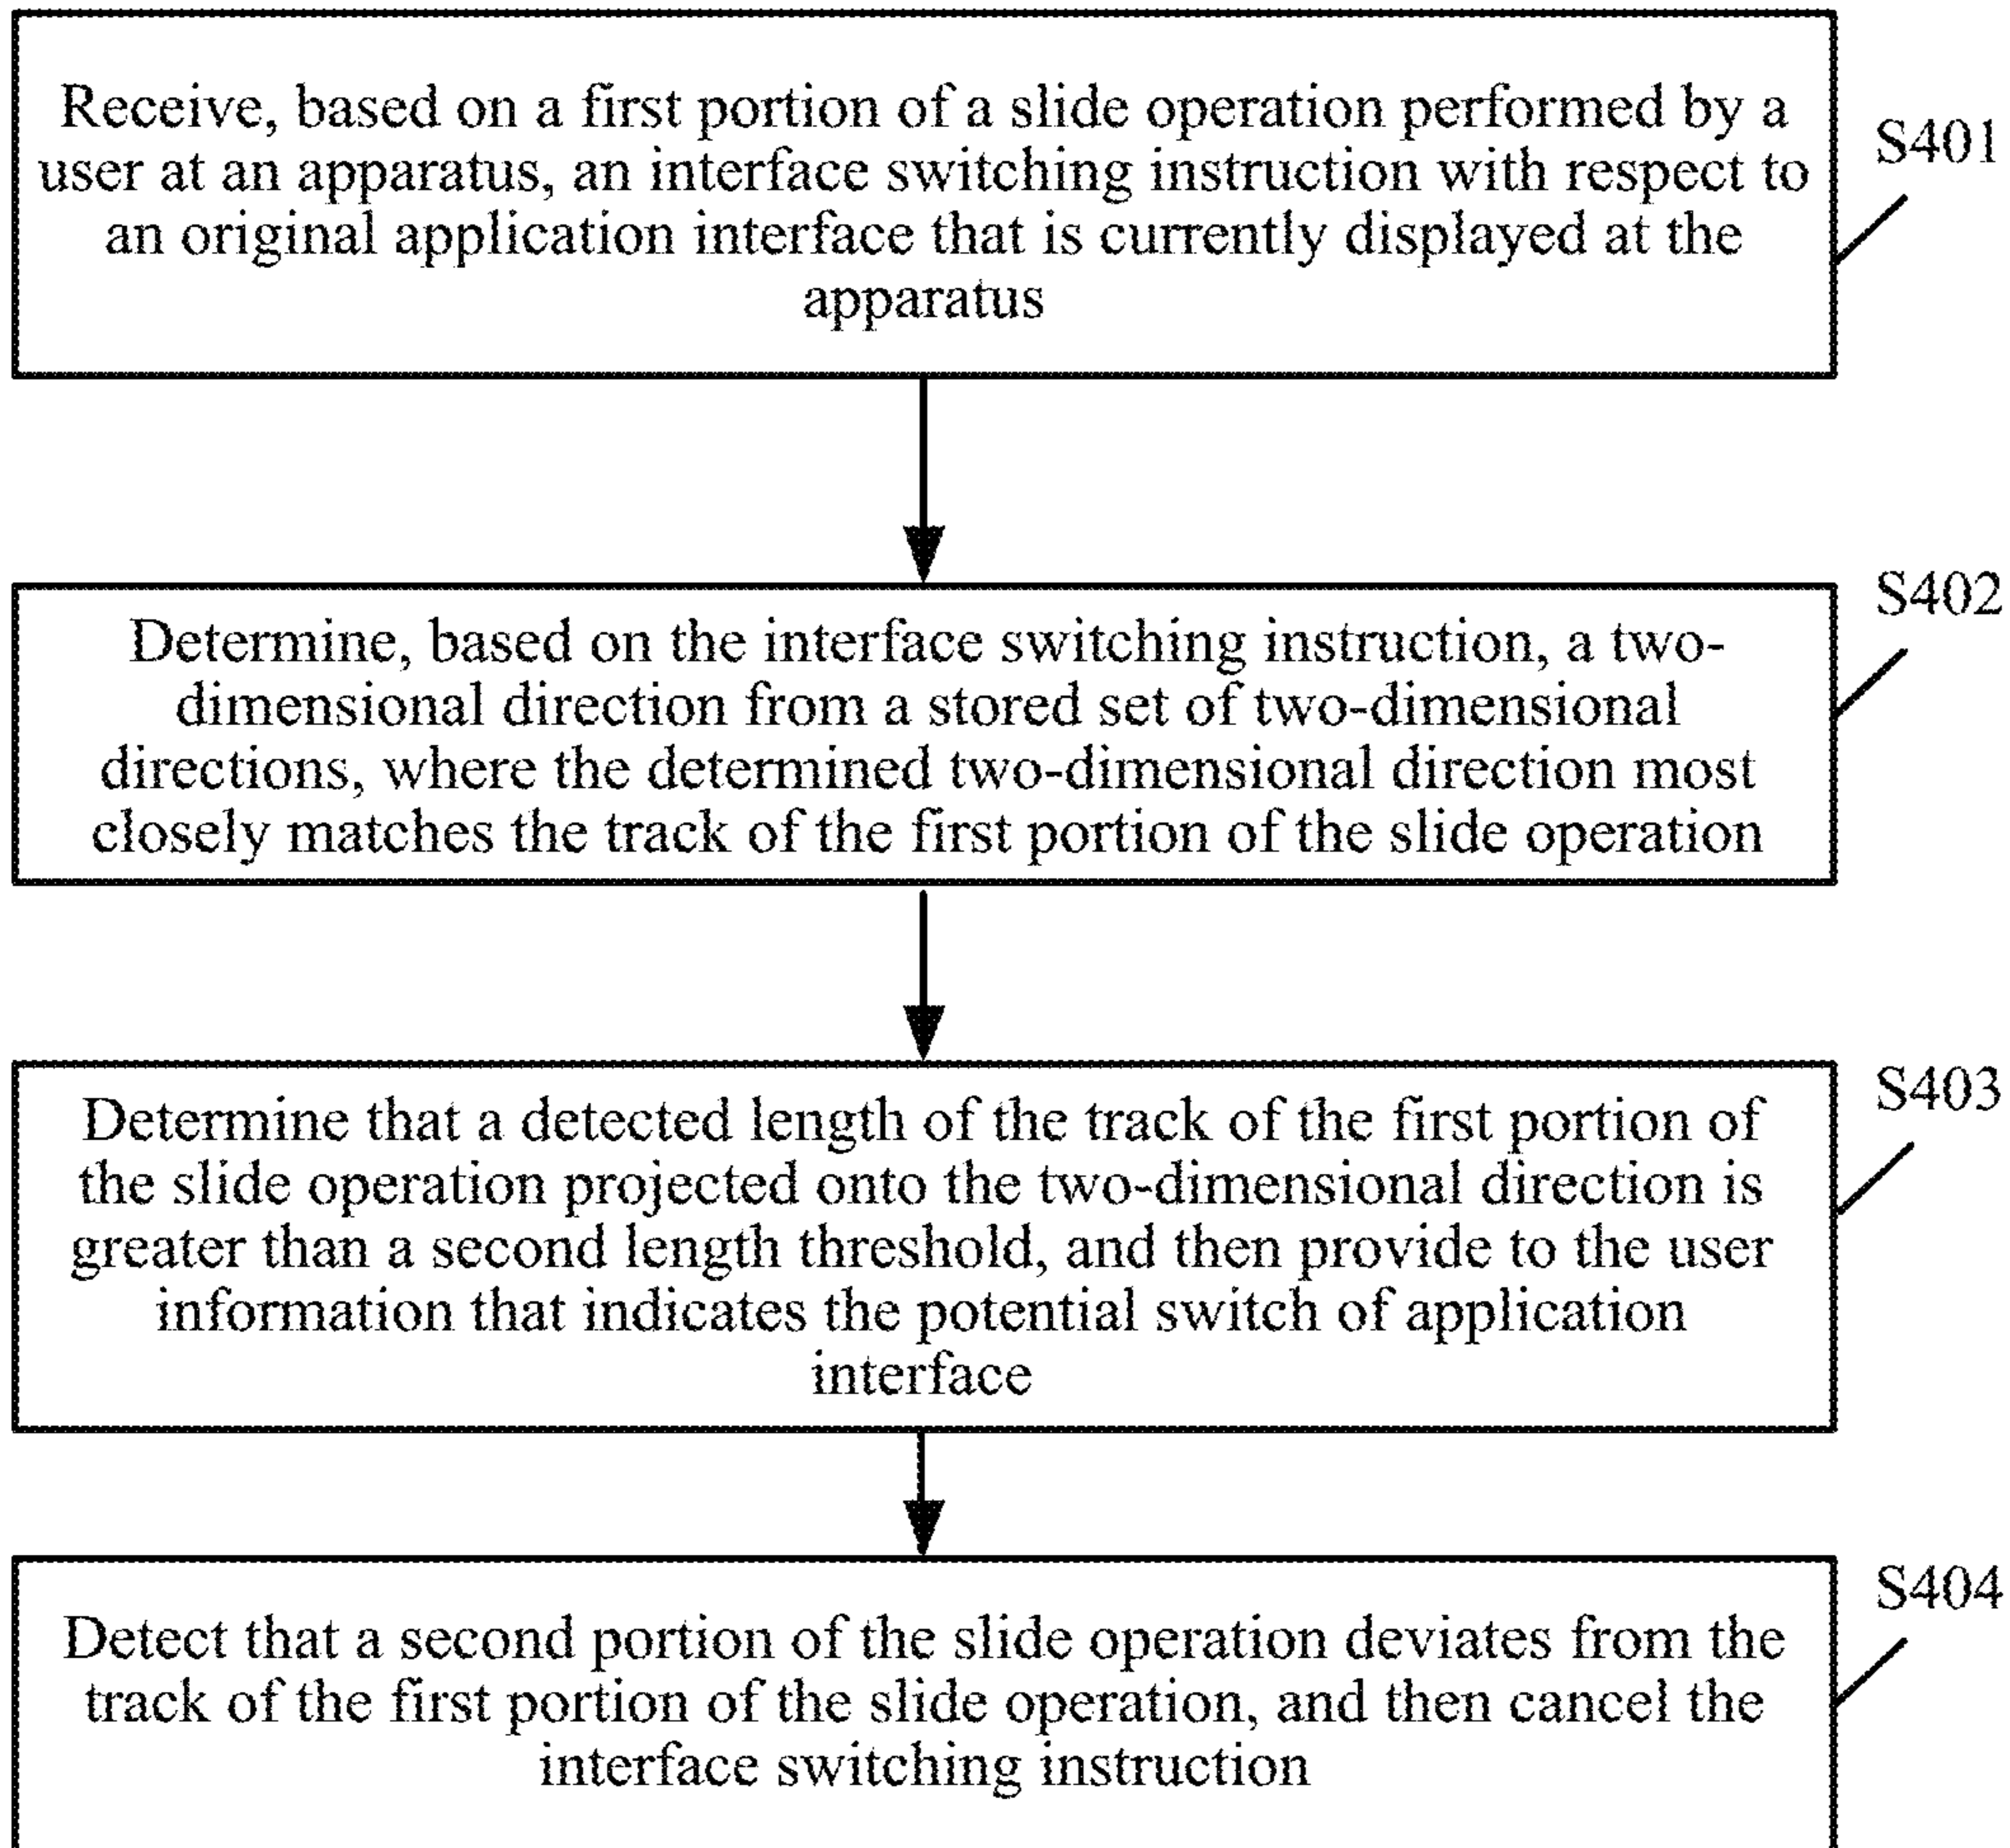 Receive, based on a first portion of a slide operation performed by a
user at an apparatus, an interface switching instruction with respect to
an original application interface that is currently displayed at the
apparatus
S401
S402
Determine, based on the interface switching instruction, a two-
dimensional direction from a stored set of two-dimensional
directions, where the determined two-dimensional direction most
closely matches the track of the first portion of the slide operation
S403
Determine that a detected length of the track of the first portion of
the slide operation projected onto the two-dimensional direction is
greater than a second length threshold, and then provide to the user
information that indicates the potential switch of application
interface
S404
Detect that a second portion of the slide operation deviates from the
track of the first portion of the slide operation, and then cancel the
interface switching instruction